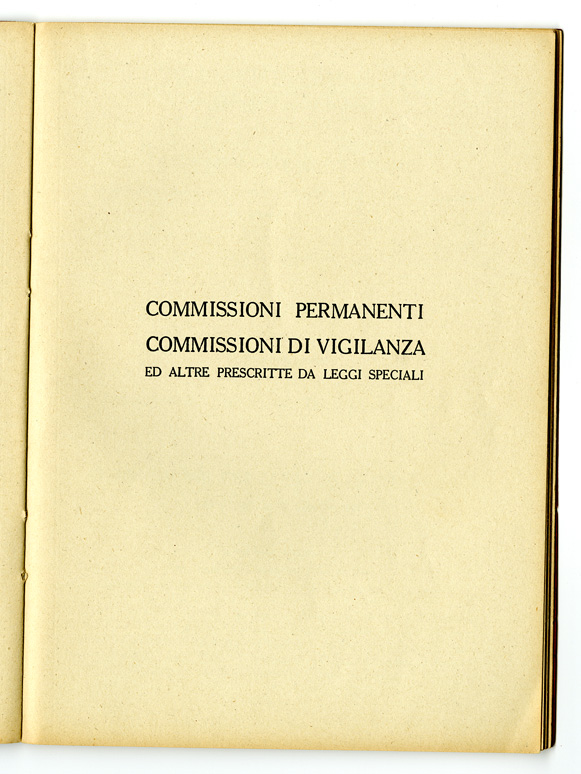 COMMISSIONI PERMANENTI
COMMISSIONI DI VIGILANZA
ED ALTRE PRESCRITTE DA LEGGI SPECIALI